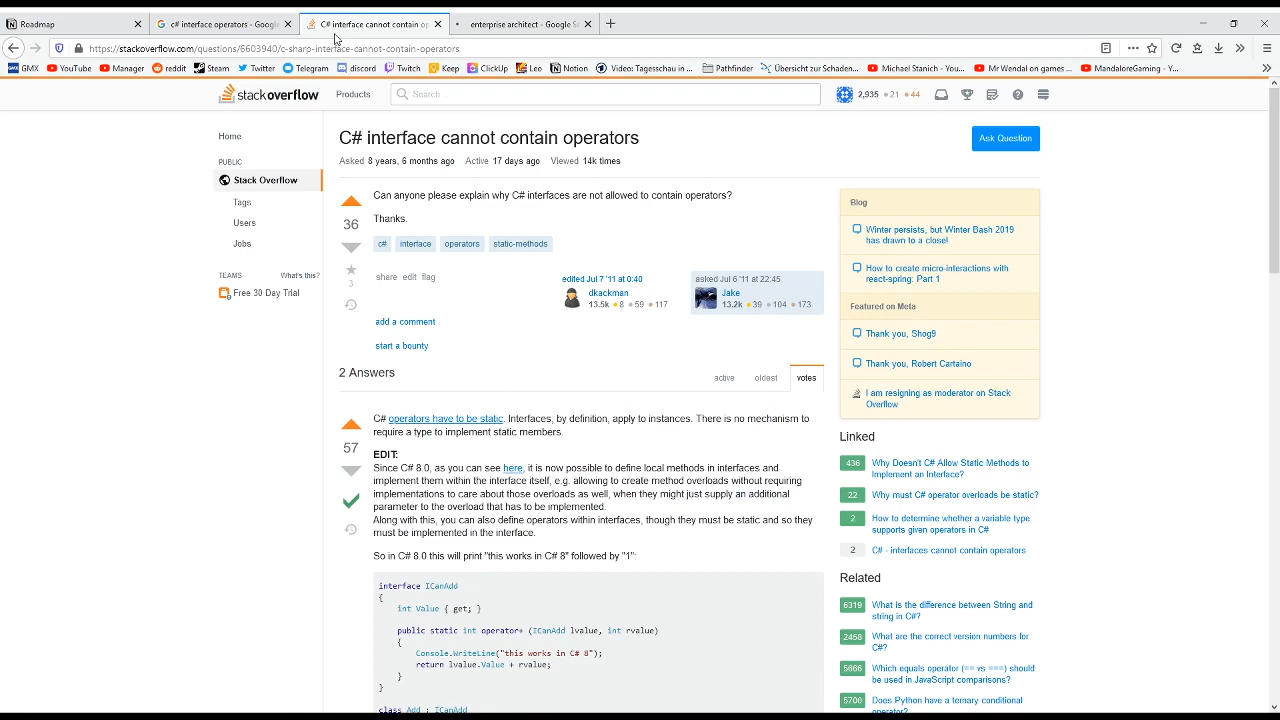 Roadmap
c# interface operators - Google
C# interface cannot contain op
enterprise architect - Google Se
https://stackoverflow.com/questions/6603940/c-sharp-interface-cannot-contain-operators
GMX
YouTube
Manager
reddit
Steam
Twitter
Telegram
discord
Twitch
Keep
ClickUp
Leo
Notion
Video: Tagesschau in ...
Pathfinder
Übersicht zu Schaden...
Michael Stanich - You...
Mr Wendal on games ...
MandaloreGaming - Y...
stackoverflow
Products
Search...
2,935 21 44
Home
PUBLIC
Stack Overflow
Tags
Users
Jobs
TEAMS What's this?
Free 30 Day Trial
C# interface cannot contain operators
Ask Question
Asked 8 years, 6 months ago Active 17 days ago Viewed 14k times
36
Can anyone please explain why C# interfaces are not allowed to contain operators?
Thanks.
c# interface operators static-methods
3
share edit flag
edited Jul 7 '11 at 0:40
dkackman
13.5k 8 59 117
asked Jul 6 '11 at 22:45
Jake
13.2k 39 104 173
add a comment
start a bounty
2 Answers
active oldest votes
57
C# operators have to be static. Interfaces, by definition, apply to instances. There is no mechanism to
require a type to implement static members.
EDIT:
Since C# 8.0, as you can see here, it is now possible to define local methods in interfaces and
implement them within the interface itself, e.g. allowing to create method overloads without requiring
implementations to care about those overloads as well, when they might just supply an additional
parameter to the overload that has to be implemented.
Along with this, you can also define operators within interfaces, though they must be static and so they
must be implemented in the interface.
So in C# 8.0 this will print "this works in C# 8" followed by "1":
interface ICanAdd
{
int Value { get; }
public static int operator+ (ICanAdd lvalue, int rvalue)
{
Console.WriteLine("this works in C# 8");
return lvalue.Value + rvalue;
}
}
class Add : ICanAdd
Blog
Winter persists, but Winter Bash 2019
has drawn to a close!
How to create micro-interactions with
react-spring: Part 1
Featured on Meta
Thank you, Shog9
Thank you, Robert Cartaino
I am resigning as moderator on Stack
Overflow
Linked
436 Why Doesn't C# Allow Static Methods to
Implement an Interface?
22 Why must C# operator overloads be static?
2 How to determine whether a variable type
supports given operators in C#
2 C# - interfaces cannot contain operators
Related
6319 What is the difference between String and
string in C#?
2458 What are the correct version numbers for
C#?
5666 Which equals operator (== vs ===) should
be used in JavaScript comparisons?
5700 Does Python have a ternary conditional
operator?